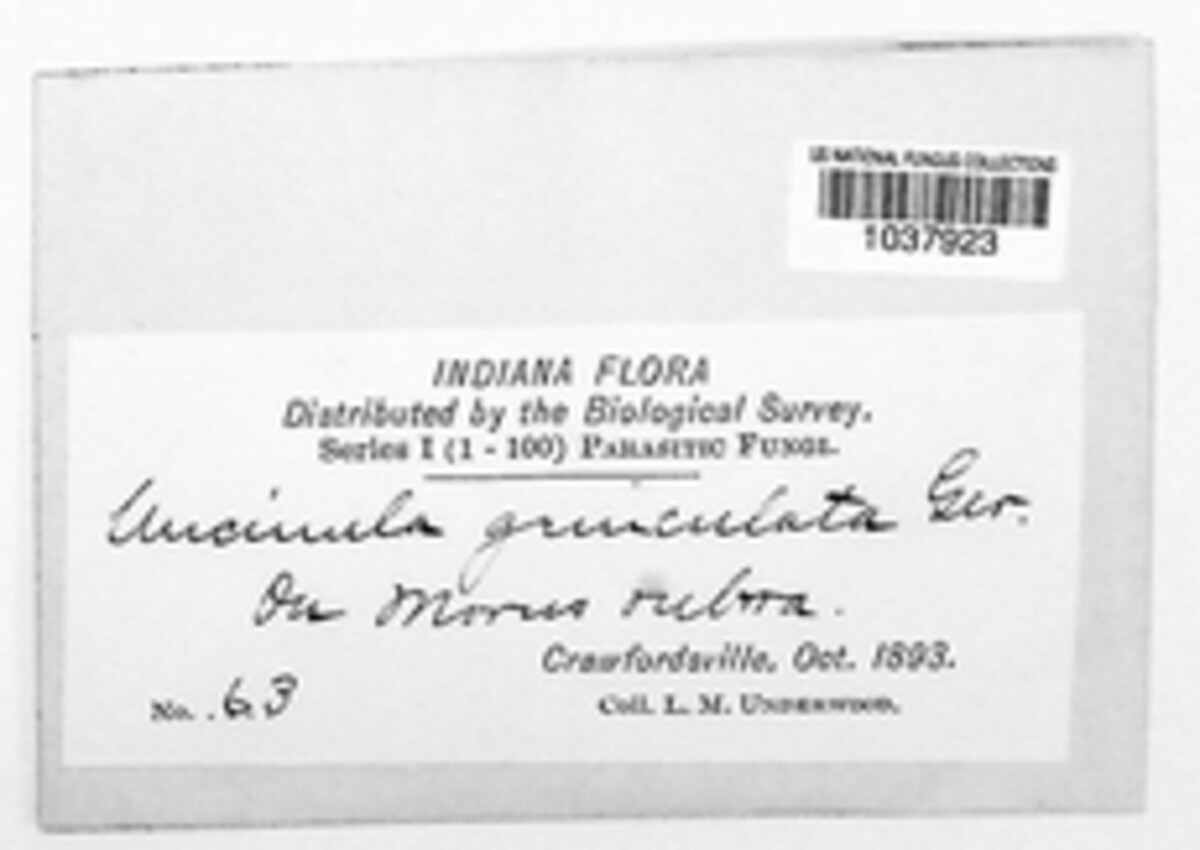 US NATIONAL FUNGUS COLLECTIONS
1037923
INDIANA FLORA
Distributed by the Biological Survey.
Series I (1 - 100) PARASITIC FUNGI.
Uncinula geniculata Ger.
On Morus rubra.
Crawfordsville, Oct. 1893.
No. 63
Coll. L. M. UNDERWOOD.